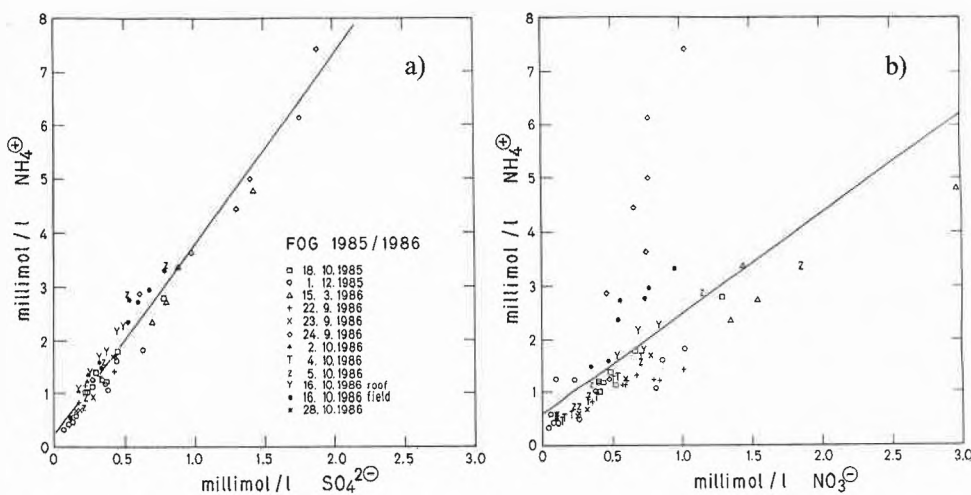 8
7
6
5
4
3
2
1
0
millimol / l NH4⊕
a)
FOG 1985/1986
□ 18. 10. 1985
○ 1. 12. 1985
△ 15. 3. 1986
+ 22. 9. 1986
× 23. 9. 1986
◇ 24. 9. 1986
▲ 2. 10. 1986
T 4. 10. 1986
Z 5. 10. 1986
Y 16. 10. 1986 roof
16. 10. 1986 field
28. 10. 1986
0 0.5 1.0 1.5 2.0 2.5 3.0
millimol / l SO4 2⊖
8
7
6
5
4
3
2
1
0
millimol / l NH4⊕
b)
0 0.5 1.0 1.5 2.0 2.5 3.0
millimol / l NO3⊖